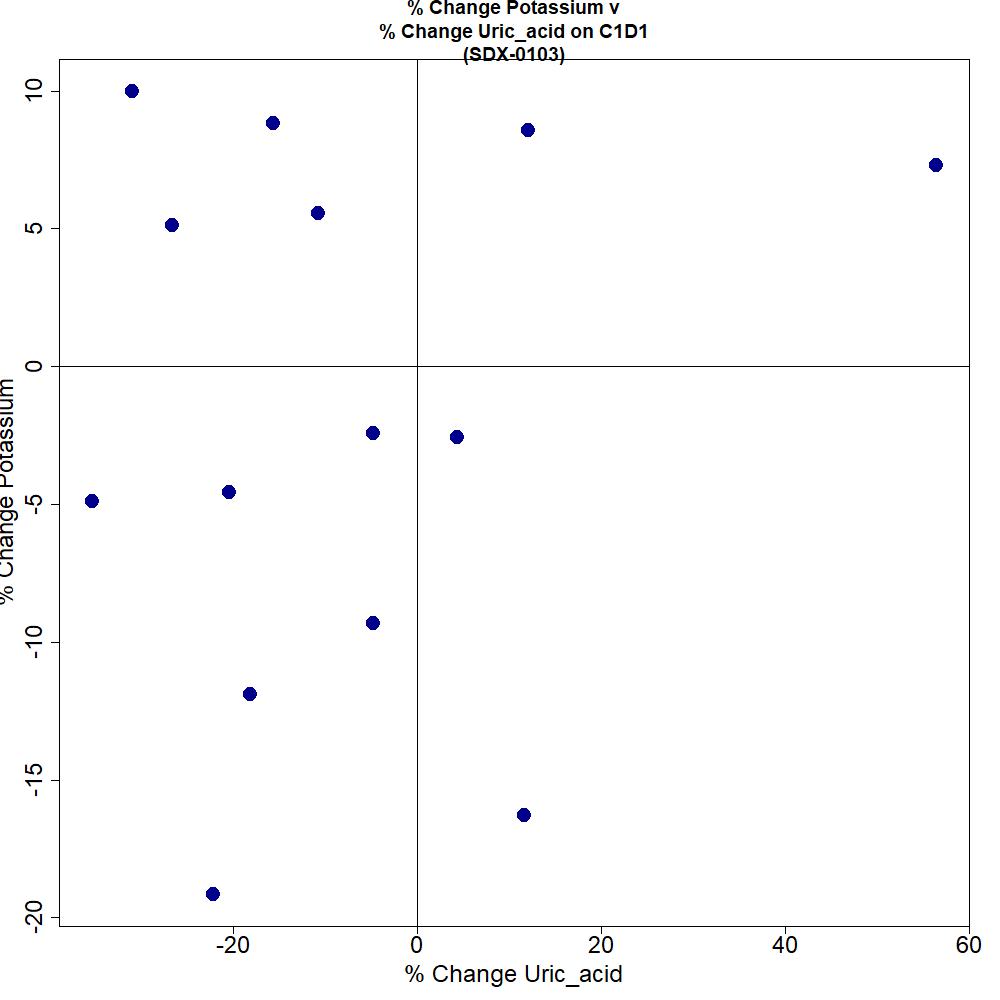 % Change Potassium v
% Change Uric_acid on C1D1
(SDX-0103)
10
5
0
-5
-10
-15
-20
% Change Potassium
-20
0
20
40
60
% Change Uric_acid